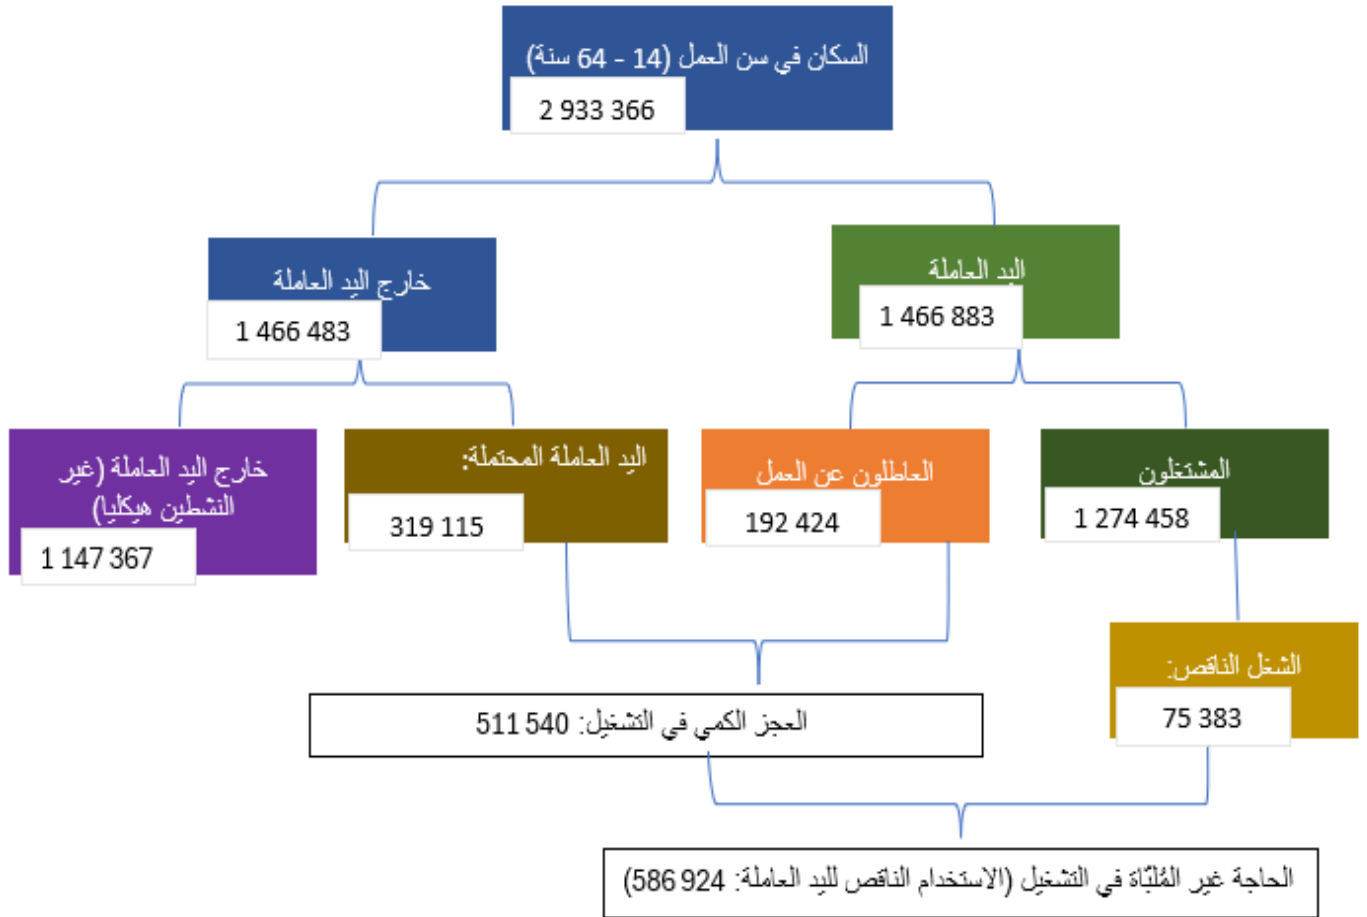 السكان في سن العمل (14 - 64 سنة)
2 933 366
اليد العاملة
1 466 883
خارج اليد العاملة
1 466 483
المشتغلون
1 274 458
العاطلون عن العمل
192 424
اليد العاملة المحتملة:
319 115
خارج اليد العاملة (غير
النشطين هيكليا)
1 147 367
الشغل الناقص:
75 383
العجز الكمي في التشغيل: 511 540
الحاجة غير المُلبّاة في التشغيل (الاستخدام الناقص لليد العاملة: 586 924)